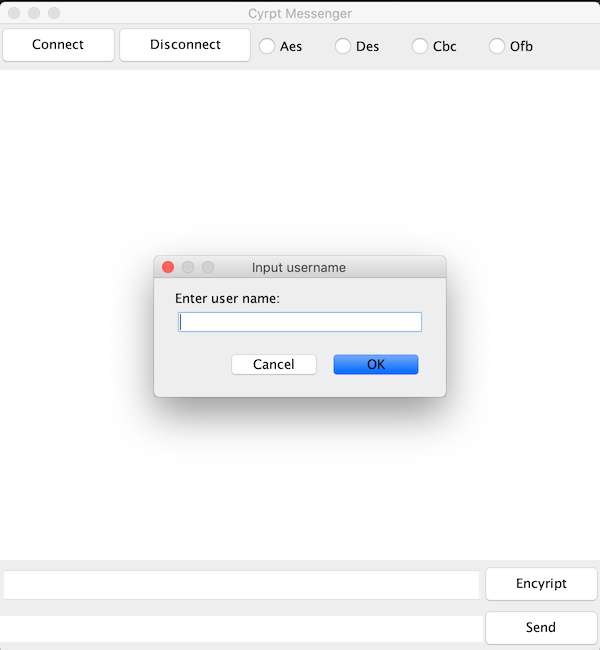 Cyrpt Messenger
Connect Disconnect Aes Des Cbc Ofb
Input username
Enter user name:
Cancel OK
Encyript
Send